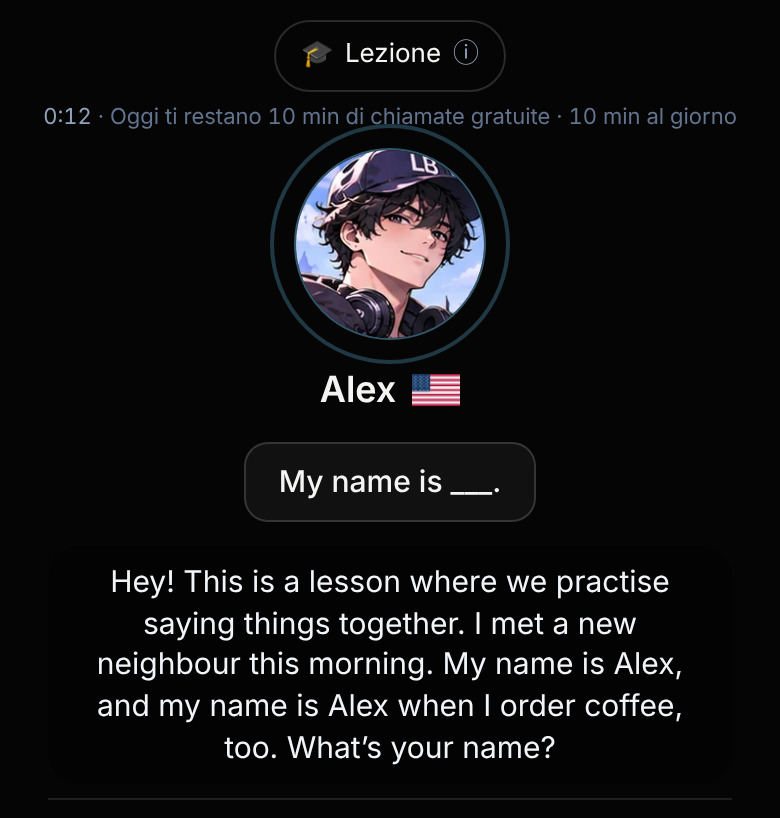 Lezione
0:12 · Oggi ti restano 10 min di chiamate gratuite · 10 min al giorno
LB
Alex
My name is ___.
Hey! This is a lesson where we practise
saying things together. I met a new
neighbour this morning. My name is Alex,
and my name is Alex when I order coffee,
too. What’s your name?